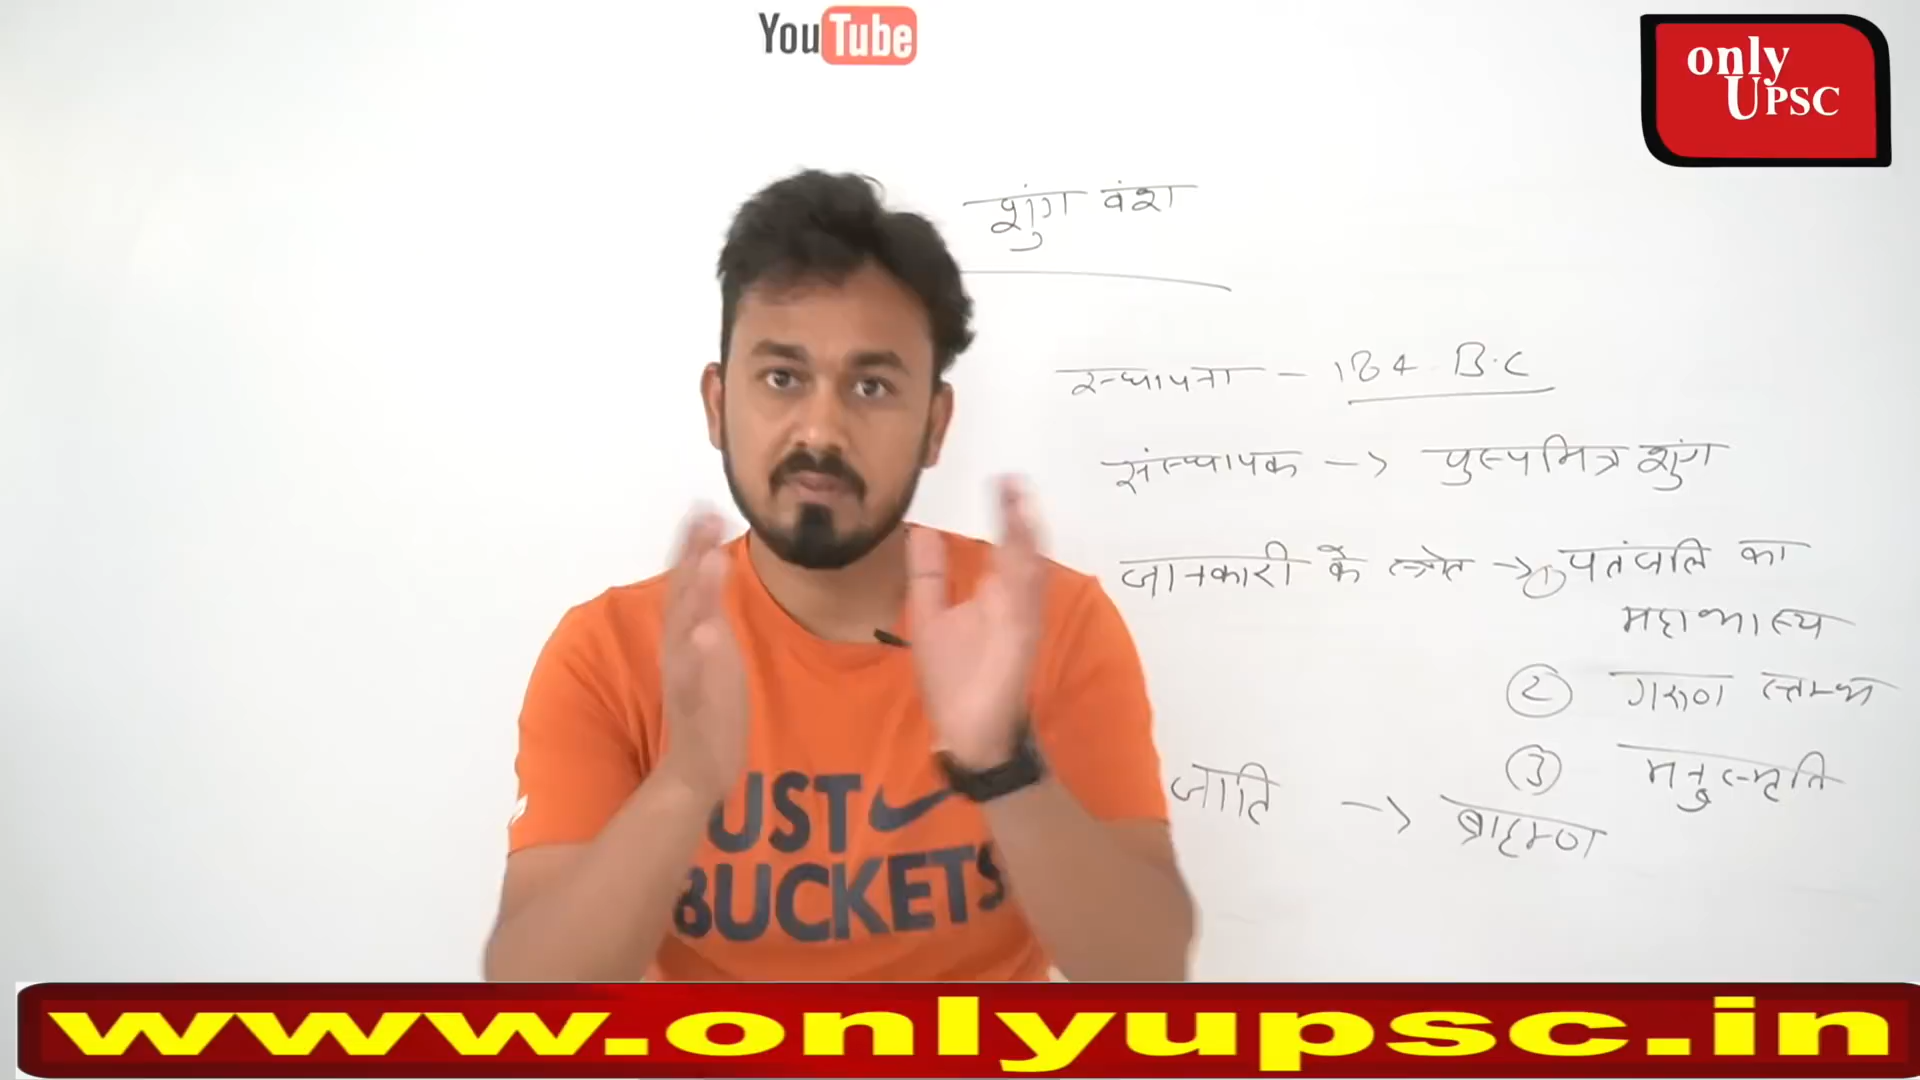 YouTube
only
UPSC
शुंग वंश
स्थापना - 184 B.C
संस्थापक -> पुस्पमित्र शुंग
जानकारी के स्त्रोत -> ① पतंजलि का
महाभास्य
② गरूण स्तम्भ
③ मनुस्मृति
जाति -> ब्राह्मण
UST
BUCKETS
www.onlyupsc.in